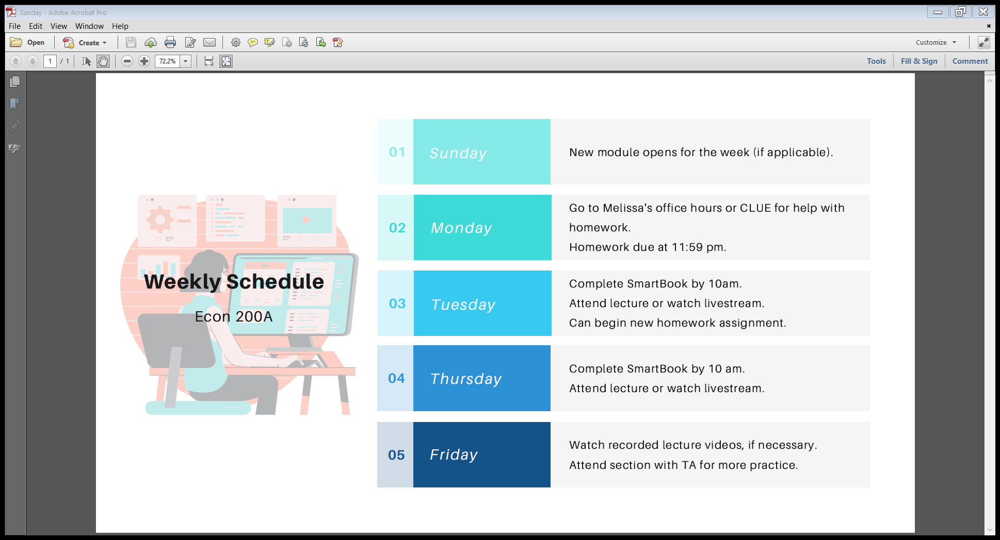 Sunday - Adobe Acrobat Pro
File Edit View Window Help
Open Create Customize
1 / 1 72.2% Tools Fill & Sign Comment
Weekly Schedule
Econ 200A
01 Sunday
New module opens for the week (if applicable).
02 Monday
Go to Melissa's office hours or CLUE for help with
homework.
Homework due at 11:59 pm.
03 Tuesday
Complete SmartBook by 10am.
Attend lecture or watch livestream.
Can begin new homework assignment.
04 Thursday
Complete SmartBook by 10 am.
Attend lecture or watch livestream.
05 Friday
Watch recorded lecture videos, if necessary.
Attend section with TA for more practice.